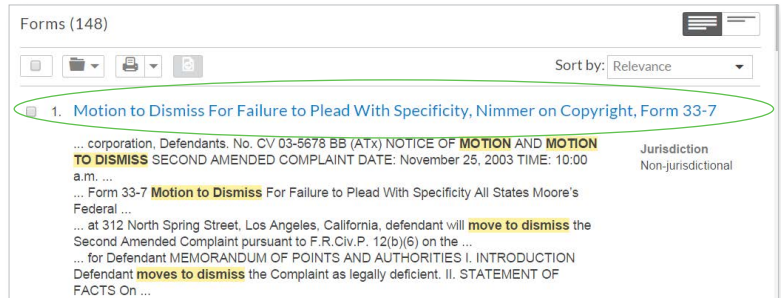 Forms (148)
Sort by: Relevance
1. Motion to Dismiss For Failure to Plead With Specificity, Nimmer on Copyright, Form 33-7
... corporation, Defendants. No. CV 03-5678 BB (ATx) NOTICE OF MOTION AND MOTION
TO DISMISS SECOND AMENDED COMPLAINT DATE: November 25, 2003 TIME: 10:00
a.m. ...
Jurisdiction
Non-jurisdictional
... Form 33-7 Motion to Dismiss For Failure to Plead With Specificity All States Moore's
Federal ...
... at 312 North Spring Street, Los Angeles, California, defendant will move to dismiss the
Second Amended Complaint pursuant to F.R.Civ.P. 12(b)(6) on the ...
... for Defendant MEMORANDUM OF POINTS AND AUTHORITIES I. INTRODUCTION
Defendant moves to dismiss the Complaint as legally deficient. II. STATEMENT OF
FACTS On ...